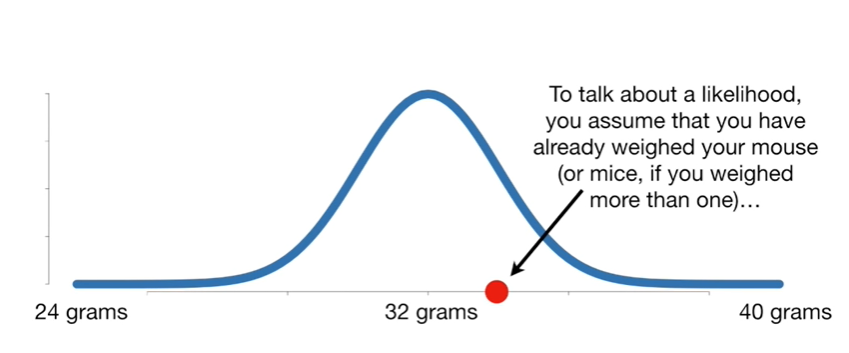 To talk about a likelihood,
you assume that you have
already weighed your mouse
(or mice, if you weighed
more than one)…
24 grams
32 grams
40 grams